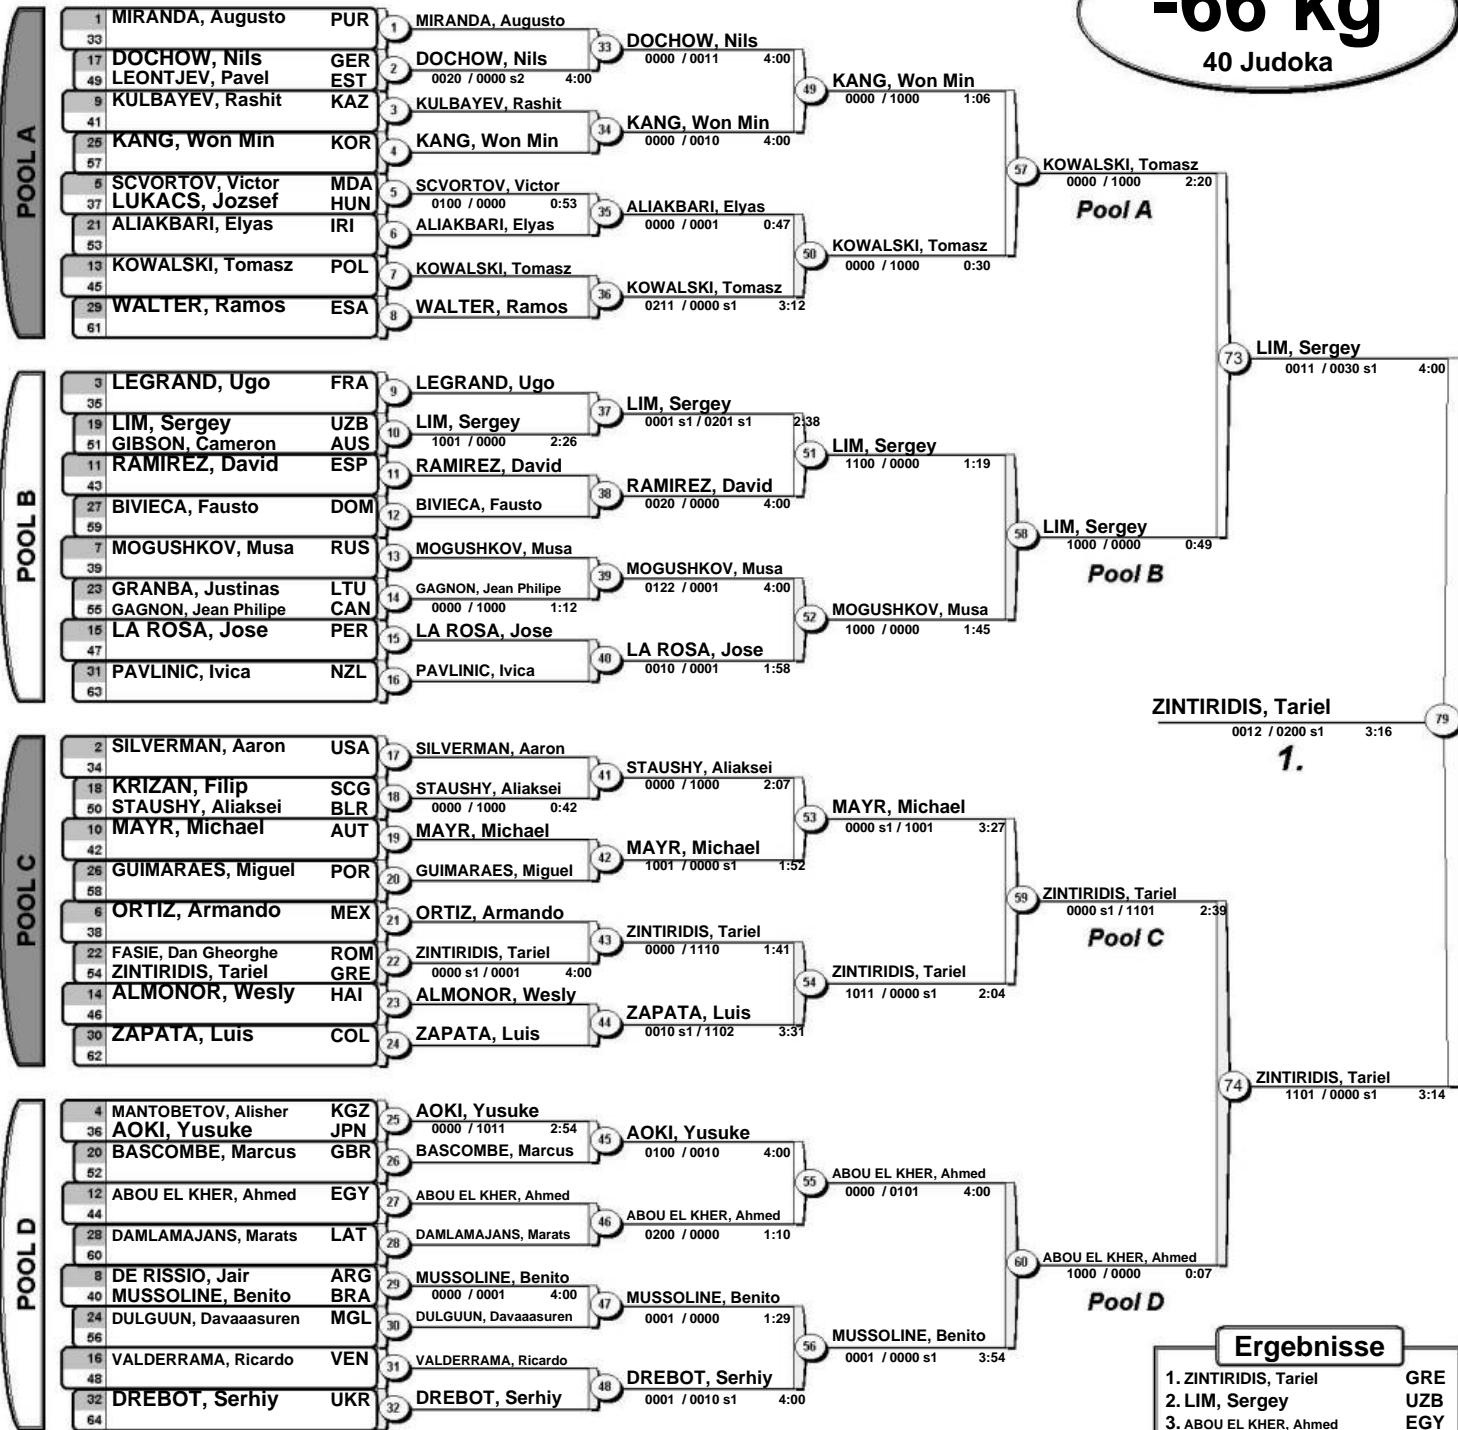 -66 kg
40 Judoka
POOL A
1 MIRANDA, Augusto PUR
33
17 DOCHOW, Nils GER
49 LEONTJEV, Pavel EST
9 KULBAYEV, Rashit KAZ
41
25 KANG, Won Min KOR
57
5 SCVORTOV, Victor MDA
37 LUKACS, Jozsef HUN
21 ALIAKBARI, Elyas IRI
53
13 KOWALSKI, Tomasz POL
45
29 WALTER, Ramos ESA
61
1 MIRANDA, Augusto
2 DOCHOW, Nils
0020 / 0000 s2 4:00
3 KULBAYEV, Rashit
4 KANG, Won Min
5 SCVORTOV, Victor
0100 / 0000 0:53
6 ALIAKBARI, Elyas
7 KOWALSKI, Tomasz
8 WALTER, Ramos
33 DOCHOW, Nils
0000 / 0011 4:00
34 KANG, Won Min
0000 / 0010 4:00
35 ALIAKBARI, Elyas
0000 / 0001 0:47
36 KOWALSKI, Tomasz
0211 / 0000 s1 3:12
49 KANG, Won Min
0000 / 1000 1:06
50 KOWALSKI, Tomasz
0000 / 1000 0:30
57 KOWALSKI, Tomasz
0000 / 1000 2:20
Pool A
POOL B
3 LEGRAND, Ugo FRA
35
19 LIM, Sergey UZB
51 GIBSON, Cameron AUS
11 RAMIREZ, David ESP
43
27 BIVIECA, Fausto DOM
59
7 MOGUSHKOV, Musa RUS
39
23 GRANBA, Justinas LTU
55 GAGNON, Jean Philipe CAN
15 LA ROSA, Jose PER
47
31 PAVLINIC, Ivica NZL
63
9 LEGRAND, Ugo
10 LIM, Sergey
1001 / 0000 2:26
11 RAMIREZ, David
12 BIVIECA, Fausto
13 MOGUSHKOV, Musa
14 GAGNON, Jean Philipe
0000 / 1000 1:12
15 LA ROSA, Jose
16 PAVLINIC, Ivica
37 LIM, Sergey
0001 s1 / 0201 s1 2:38
38 RAMIREZ, David
0020 / 0000 4:00
39 MOGUSHKOV, Musa
0122 / 0001 4:00
40 LA ROSA, Jose
0010 / 0001 1:58
51 LIM, Sergey
1100 / 0000 1:19
52 MOGUSHKOV, Musa
1000 / 0000 1:45
58 LIM, Sergey
1000 / 0000 0:49
Pool B
73 LIM, Sergey
0011 / 0030 s1 4:00
ZINTIRIDIS, Tariel 79
0012 / 0200 s1 3:16
1.
POOL C
2 SILVERMAN, Aaron USA
34
18 KRIZAN, Filip SCG
50 STAUSHY, Aliaksei BLR
10 MAYR, Michael AUT
42
26 GUIMARAES, Miguel POR
58
6 ORTIZ, Armando MEX
38
22 FASIE, Dan Gheorghe ROM
54 ZINTIRIDIS, Tariel GRE
14 ALMONOR, Wesly HAI
46
30 ZAPATA, Luis COL
62
17 SILVERMAN, Aaron
18 STAUSHY, Aliaksei
0000 / 1000 0:42
19 MAYR, Michael
20 GUIMARAES, Miguel
21 ORTIZ, Armando
22 ZINTIRIDIS, Tariel
0000 s1 / 0001 4:00
23 ALMONOR, Wesly
24 ZAPATA, Luis
41 STAUSHY, Aliaksei
0000 / 1000 2:07
42 MAYR, Michael
1001 / 0000 s1 1:52
43 ZINTIRIDIS, Tariel
0000 / 1110 1:41
44 ZAPATA, Luis
0010 s1 / 1102 3:31
53 MAYR, Michael
0000 s1 / 1001 3:27
54 ZINTIRIDIS, Tariel
1011 / 0000 s1 2:04
59 ZINTIRIDIS, Tariel
0000 s1 / 1101 2:39
Pool C
POOL D
4 MANTOBETOV, Alisher KGZ
36 AOKI, Yusuke JPN
20 BASCOMBE, Marcus GBR
52
12 ABOU EL KHER, Ahmed EGY
44
28 DAMLAMAJANS, Marats LAT
60
8 DE RISSIO, Jair ARG
40 MUSSOLINE, Benito BRA
24 DULGUUN, Davaaasuren MGL
56
16 VALDERRAMA, Ricardo VEN
48
32 DREBOT, Serhiy UKR
64
25 AOKI, Yusuke
0000 / 1011 2:54
26 BASCOMBE, Marcus
27 ABOU EL KHER, Ahmed
28 DAMLAMAJANS, Marats
29 MUSSOLINE, Benito
0000 / 0001 4:00
30 DULGUUN, Davaaasuren
31 VALDERRAMA, Ricardo
32 DREBOT, Serhiy
45 AOKI, Yusuke
0100 / 0010 4:00
46 ABOU EL KHER, Ahmed
0200 / 0000 1:10
47 MUSSOLINE, Benito
0001 / 0000 1:29
48 DREBOT, Serhiy
0001 / 0010 s1 4:00
55 ABOU EL KHER, Ahmed
0000 / 0101 4:00
56 MUSSOLINE, Benito
0001 / 0000 s1 3:54
60 ABOU EL KHER, Ahmed
1000 / 0000 0:07
Pool D
74 ZINTIRIDIS, Tariel
1101 / 0000 s1 3:14
Ergebnisse
1. ZINTIRIDIS, Tariel GRE
2. LIM, Sergey UZB
3. ABOU EL KHER, Ahmed EGY